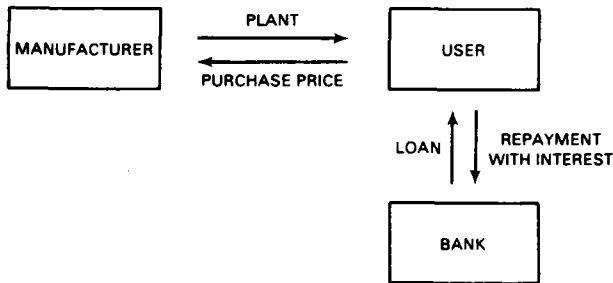 PLANT
MANUFACTURER
USER
PURCHASE PRICE
LOAN
REPAYMENT
WITH INTEREST
BANK